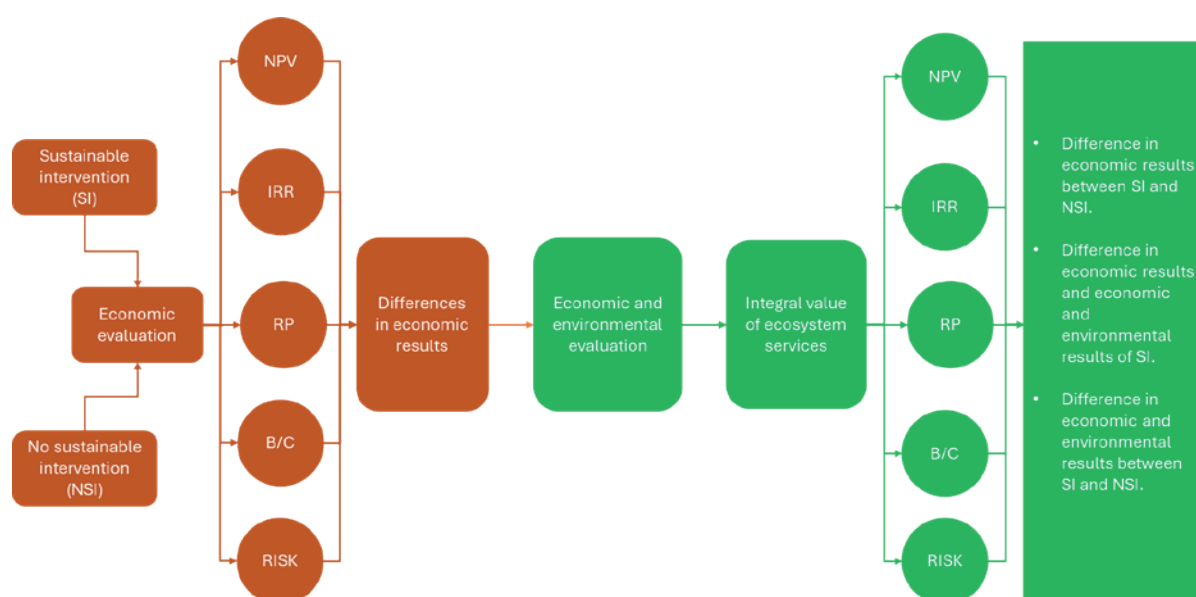 Sustainable
intervention
(SI)
Economic
evaluation
No sustainable
intervention
(NSI)
NPV
IRR
RP
B/C
RISK
Differences
in economic
results
Economic and
environmental
evaluation
Integral value
of ecosystem
services
NPV
IRR
RP
B/C
RISK
• Difference in
economic results
between SI and
NSI.
• Difference in
economic results
and economic
and
environmental
results of SI.
• Difference in
economic and
environmental
results between
SI and NSI.